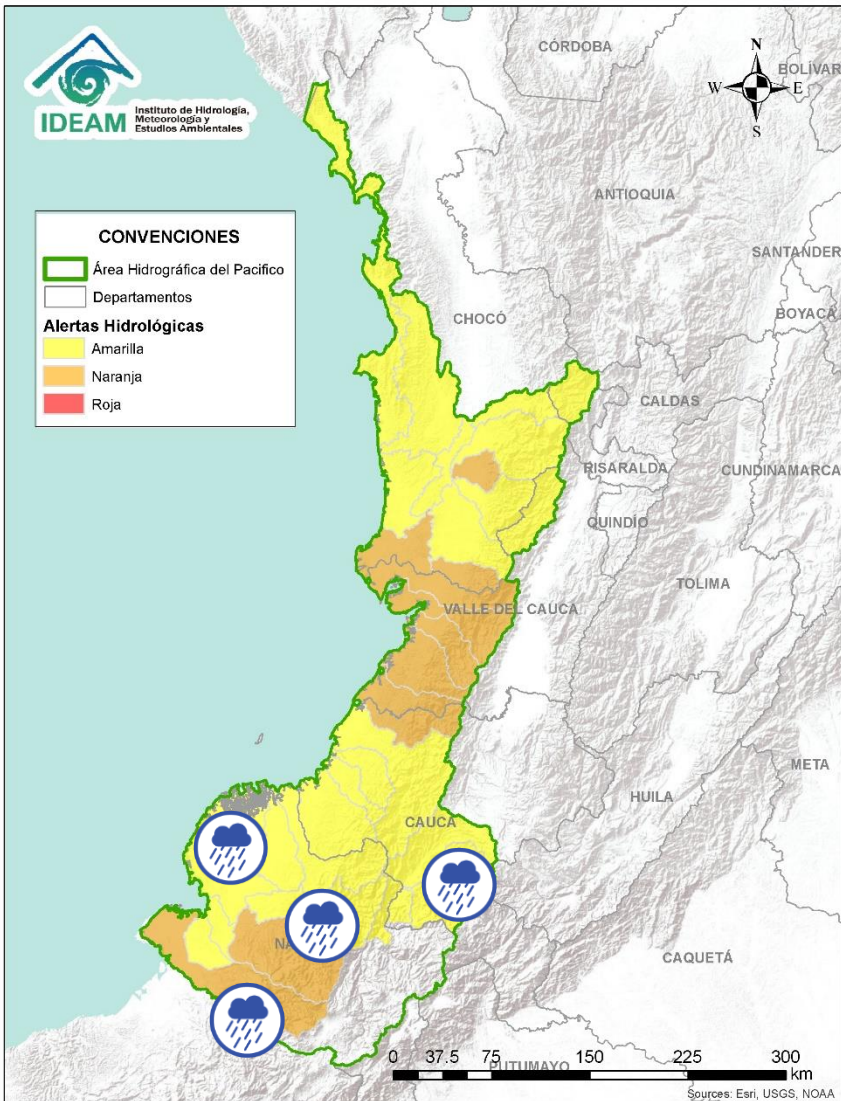 IDEAM
Instituto de Hidrología,
Meteorología y
Estudios Ambientales
N
W
E
S
CÓRDOBA
BOLÍVAR
ANTIOQUIA
SANTANDER
CONVENCIONES
Área Hidrográfica del Pacifico
Departamentos
Alertas Hidrológicas
Amarilla
Naranja
Roja
BOYACÁ
CHOCÓ
CALDAS
RISARALDA
CUNDINAMARCA
QUINDÍO
TOLIMA
VALLE DEL CAUCA
META
HUILA
CAUCA
NA
CAQUETÁ
PUTUMAYO
0 37.5 75 150 225 300
km
Sources: Esri, USGS, NOAA